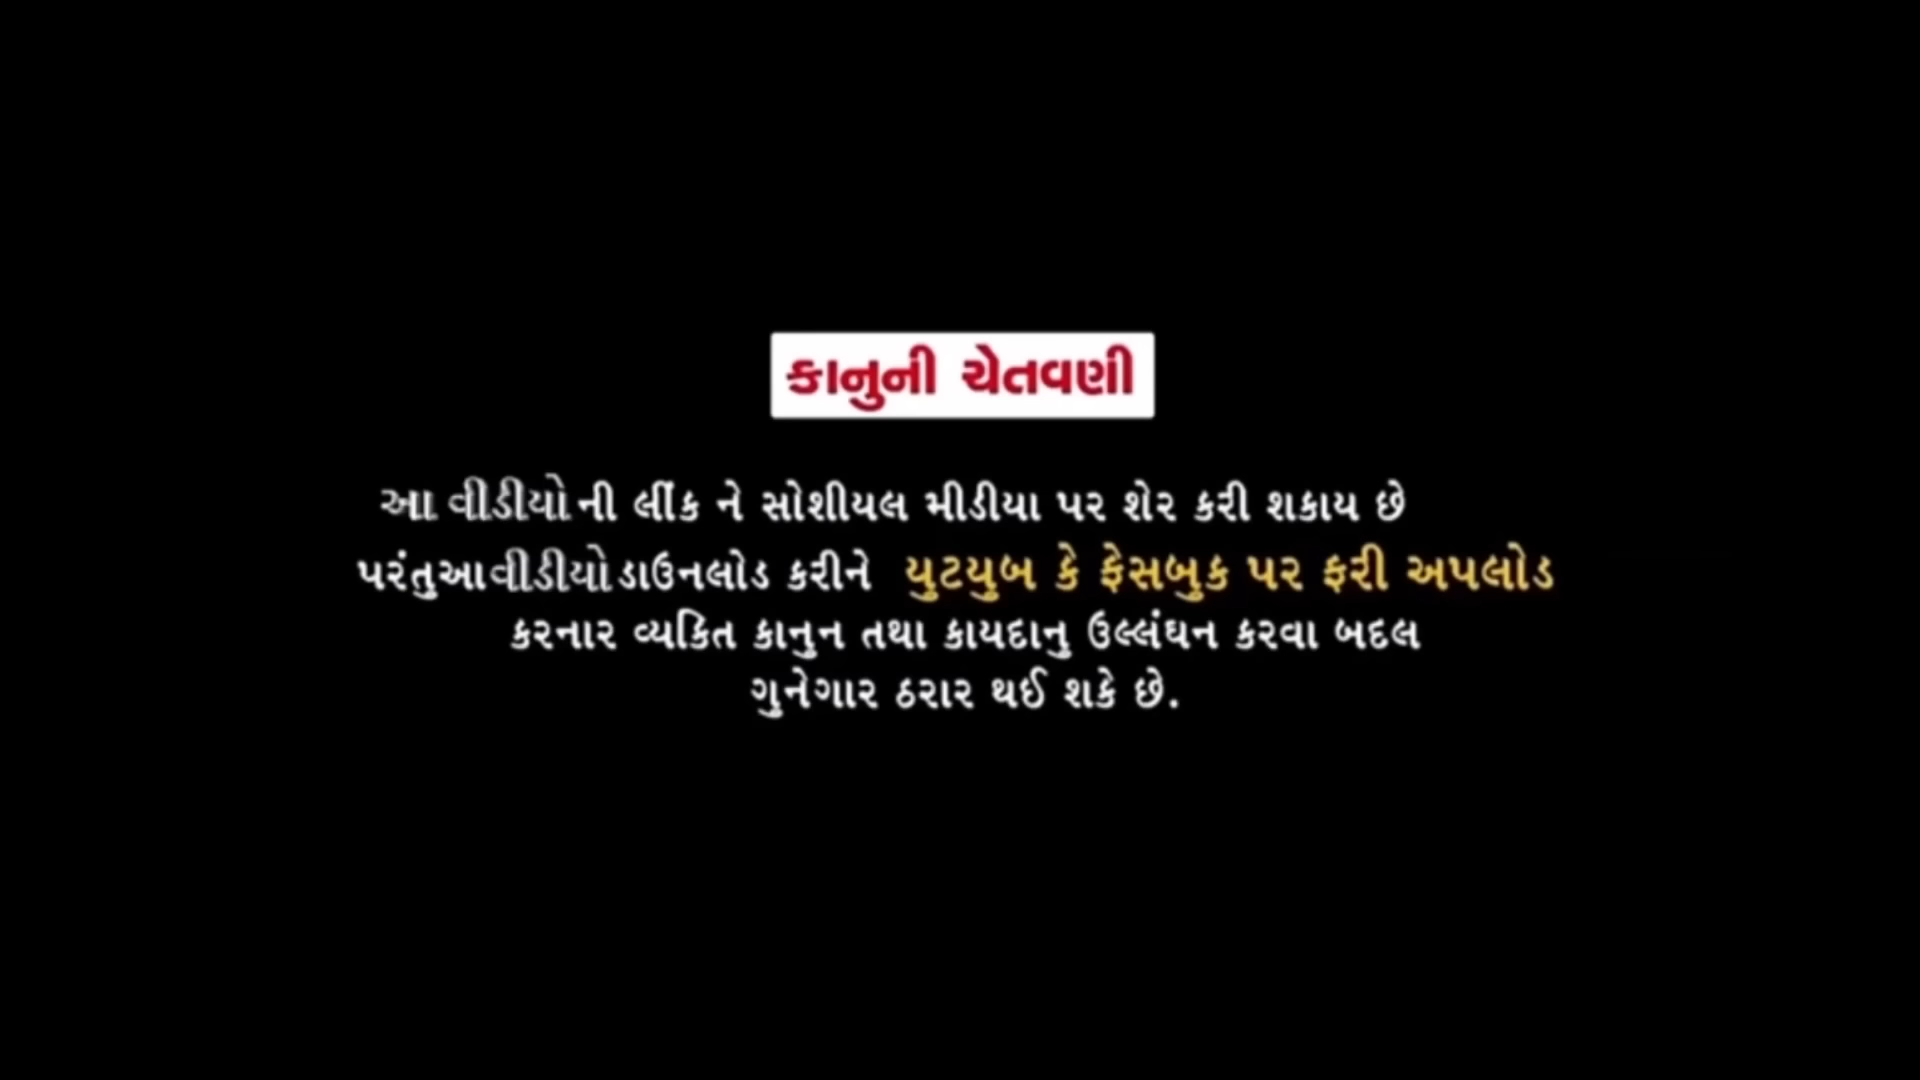 કાનુની ચેતવણી
આ વીડીયો ની લીંક ને સોશીયલ મીડીયા પર શેર કરી શકાય છે
પરંતુઆવીડીયો ડાઉનલોડ કરીને યુટયુબ કે ફેસબુક પર ફરી અપલોડ
કરનાર વ્યકિત કાનુન તથા કાયદાનુ ઉલ્લંઘન કરવા બદલ
ગુનેગાર ઠરાર થઈ શકે છે.